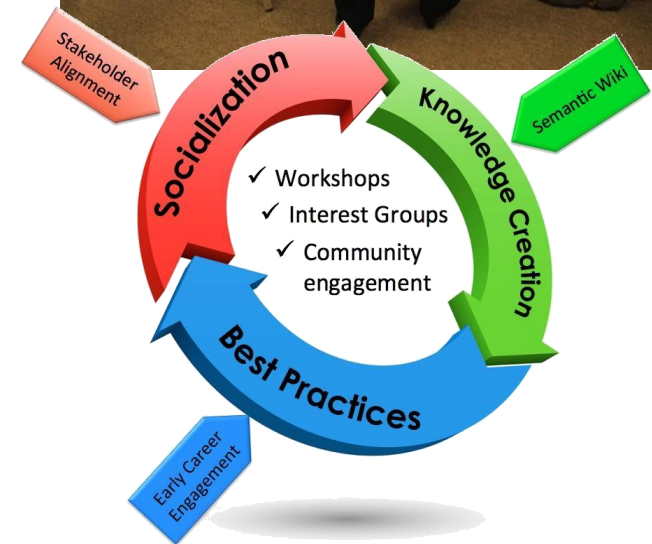 Stakeholder
Alignment
Socialization
Knowledge Creation
Semantic Wiki
✓ Workshops
✓ Interest Groups
✓ Community
engagement
Best Practices
Early Career
Engagement